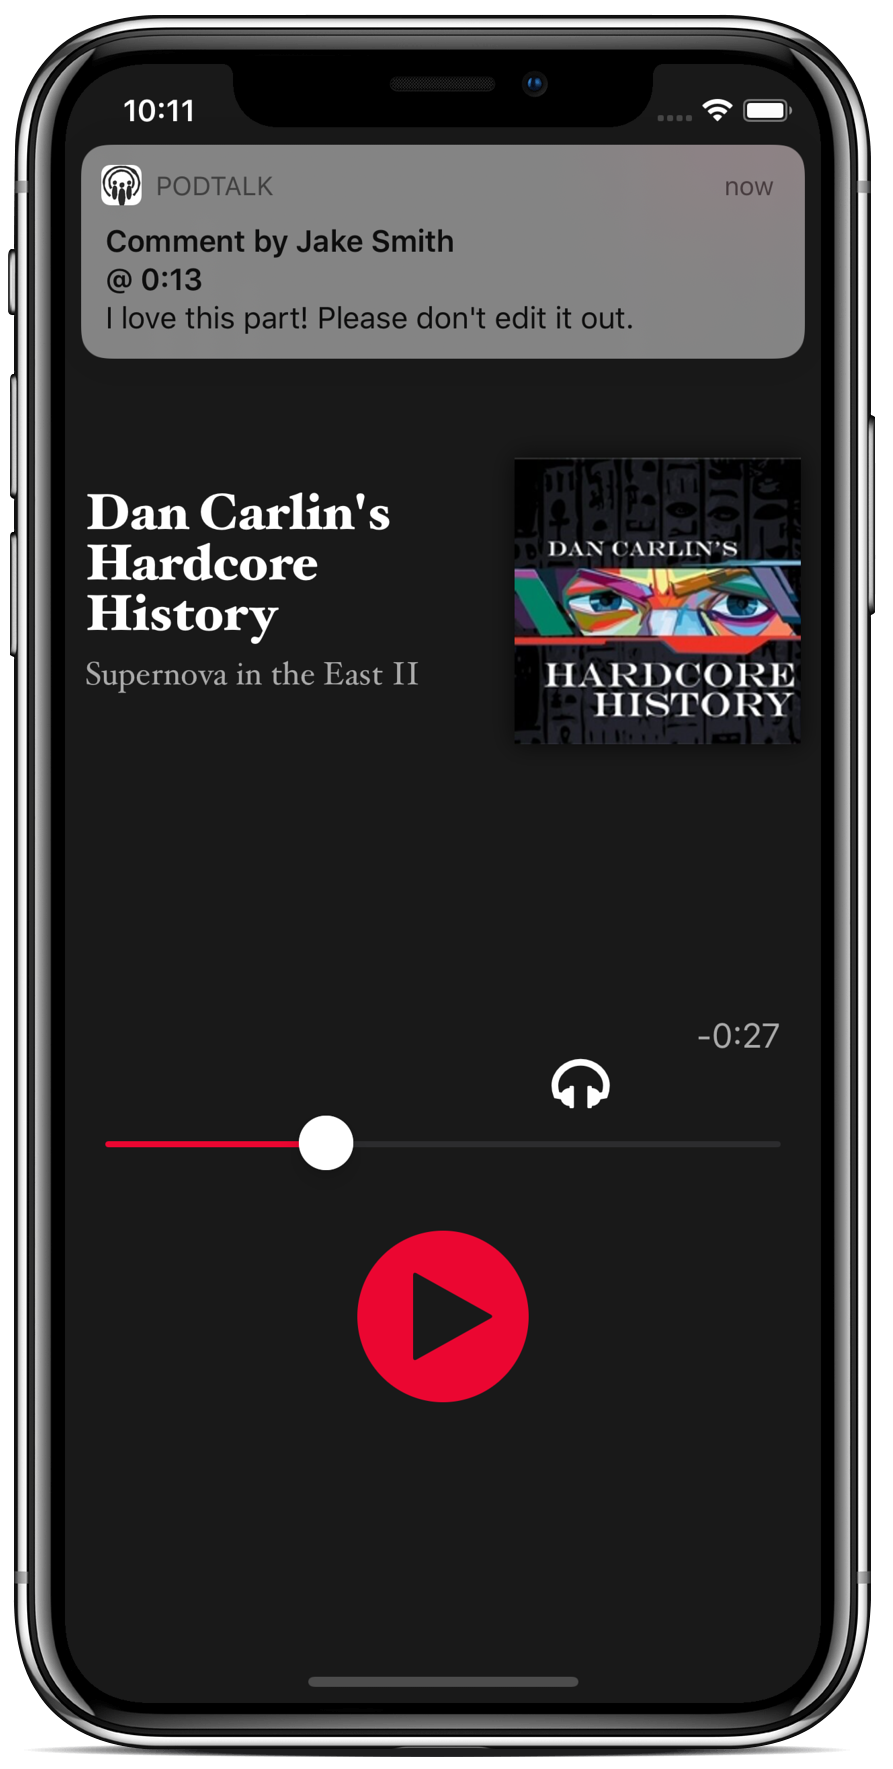 10:11
PODTALK now
Comment by Jake Smith
@ 0:13
I love this part! Please don't edit it out.
Dan Carlin's
Hardcore
History
Supernova in the East II
DAN CARLIN'S
HARDCORE
HISTORY
-0:27